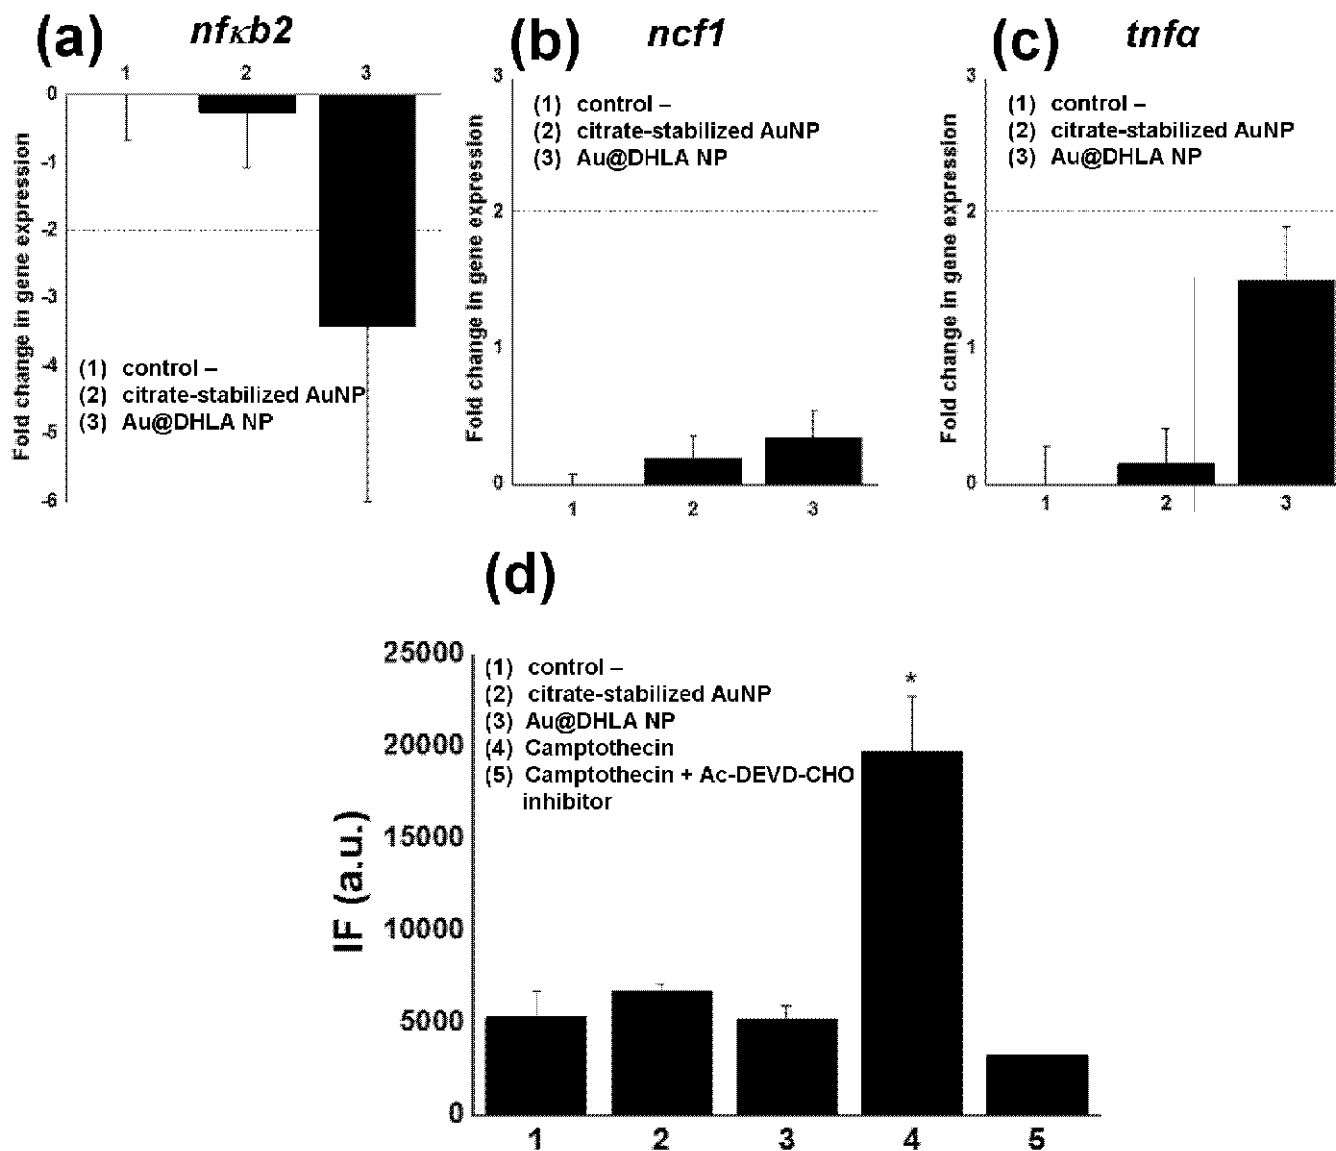 (a) nfκb2
1 2 3
0
-1
-2
-3
-4
-5
-6
Fold change in gene expression
(1) control –
(2) citrate-stabilized AuNP
(3) Au@DHLA NP
(b) ncf1
3
2
1
0
Fold change in gene expression
(1) control –
(2) citrate-stabilized AuNP
(3) Au@DHLA NP
1 2 3
(c) tnfα
3
2
1
0
Fold change in gene expression
(1) control –
(2) citrate-stabilized AuNP
(3) Au@DHLA NP
1 2 3
(d)
25000
20000
15000
10000
5000
0
IF (a.u.)
(1) control –
(2) citrate-stabilized AuNP
(3) Au@DHLA NP
(4) Camptothecin
(5) Camptothecin + Ac-DEVD-CHO
inhibitor
*
1 2 3 4 5